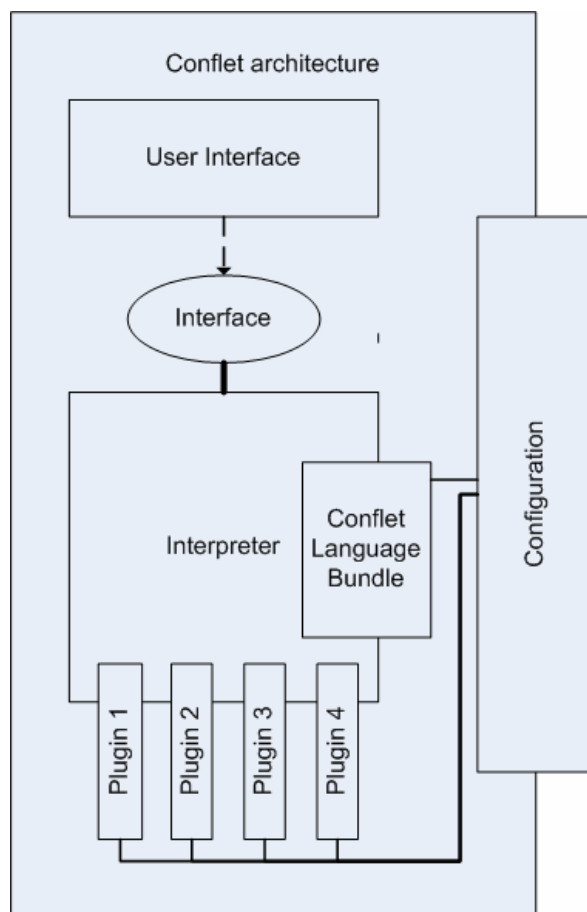 Conflet architecture
User Interface
Interface
Interpreter
Conflet
Language
Bundle
Configuration
Plugin 1
Plugin 2
Plugin 3
Plugin 4